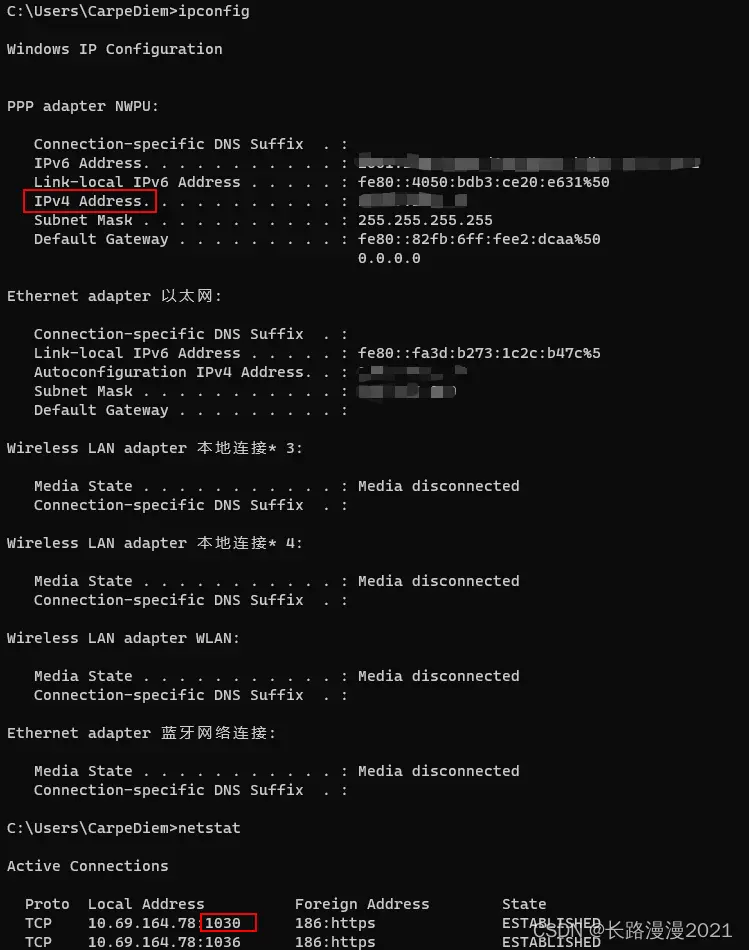 C:\Users\CarpeDiem>ipconfig
Windows IP Configuration
PPP adapter NWPU:
Connection-specific DNS Suffix  . :
IPv6 Address. . . . . . . . . . . :
Link-local IPv6 Address . . . . . : fe80::4050:bdb3:ce20:e631%50
IPv4 Address. . . . . . . . . . . :
Subnet Mask . . . . . . . . . . . : 255.255.255.255
Default Gateway . . . . . . . . . : fe80::82fb:6ff:fee2:dcaa%50
0.0.0.0
Ethernet adapter 以太网:
Connection-specific DNS Suffix  . :
Link-local IPv6 Address . . . . . : fe80::fa3d:b273:1c2c:b47c%5
Autoconfiguration IPv4 Address. . :
Subnet Mask . . . . . . . . . . . :
Default Gateway . . . . . . . . . :
Wireless LAN adapter 本地连接* 3:
Media State . . . . . . . . . . . : Media disconnected
Connection-specific DNS Suffix  . :
Wireless LAN adapter 本地连接* 4:
Media State . . . . . . . . . . . : Media disconnected
Connection-specific DNS Suffix  . :
Wireless LAN adapter WLAN:
Media State . . . . . . . . . . . : Media disconnected
Connection-specific DNS Suffix  . :
Ethernet adapter 蓝牙网络连接:
Media State . . . . . . . . . . . : Media disconnected
Connection-specific DNS Suffix  . :
C:\Users\CarpeDiem>netstat
Active Connections
Proto  Local Address          Foreign Address        State
TCP    10.69.164.78:1030      186:https              ESTABLISHED
TCP    10.69.164.78:1036      186:https              ESTABLISHED
CSDN @长路漫漫2021